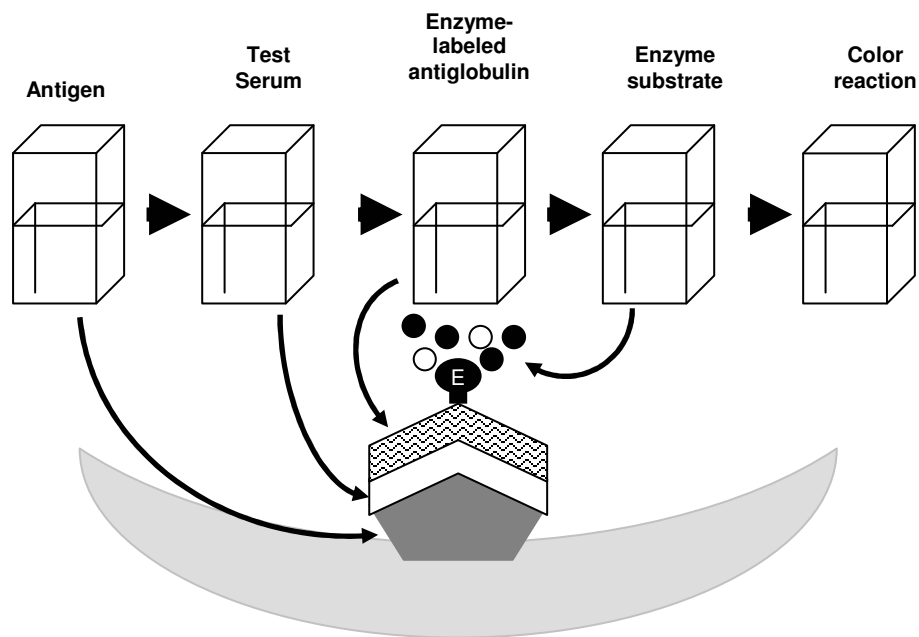 Antigen
Test
Serum
Enzyme-
labeled
antiglobulin
Enzyme
substrate
Color
reaction
E